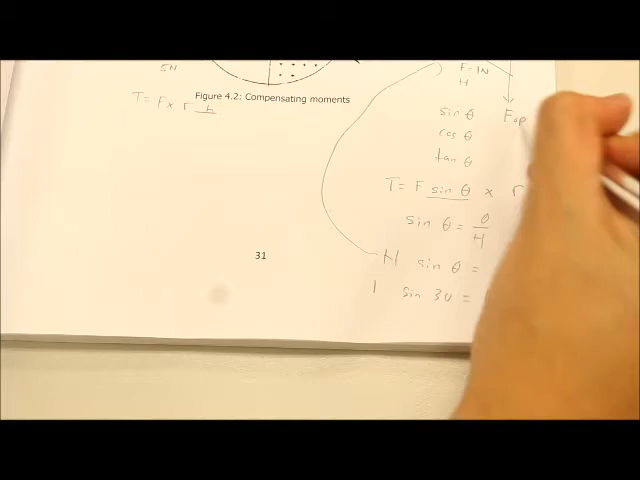 5N
T = F × r
Figure 4.2: Compensating moments
F = 1N
H
sin θ
Fop
cos θ
tan θ
T = F sin θ × r
sin θ = O/H
H sin θ =
1 sin 30 =
31